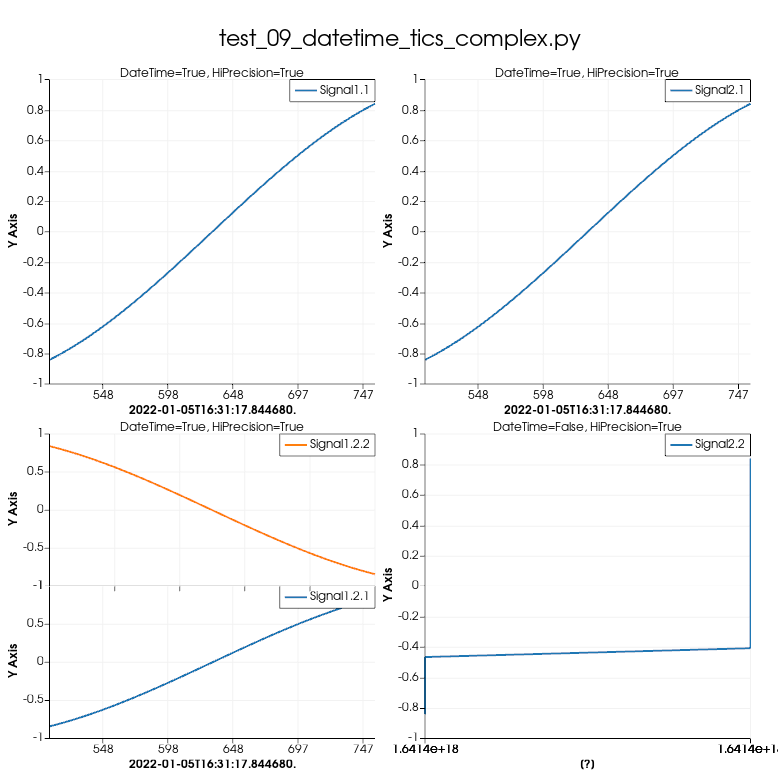 test_09_datetime_tics_complex.py
DateTime=True, HiPrecision=True
Signal1.1
Y Axis
1
0.8
0.6
0.4
0.2
0
-0.2
-0.4
-0.6
-0.8
-1
548 598 648 697 747
2022-01-05T16:31:17.844680.
DateTime=True, HiPrecision=True
Signal2.1
Y Axis
1
0.8
0.6
0.4
0.2
0
-0.2
-0.4
-0.6
-0.8
-1
548 598 648 697 747
2022-01-05T16:31:17.844680.
DateTime=True, HiPrecision=True
Signal1.2.2
Y Axis
1
0.5
0
-0.5
-1
Signal1.2.1
Y Axis
0.5
0
-0.5
-1
548 598 648 697 747
2022-01-05T16:31:17.844680.
DateTime=False, HiPrecision=True
Signal2.2
Y Axis
1
0.8
0.6
0.4
0.2
0
-0.2
-0.4
-0.6
-0.8
-1
1.6414e+18
[?]